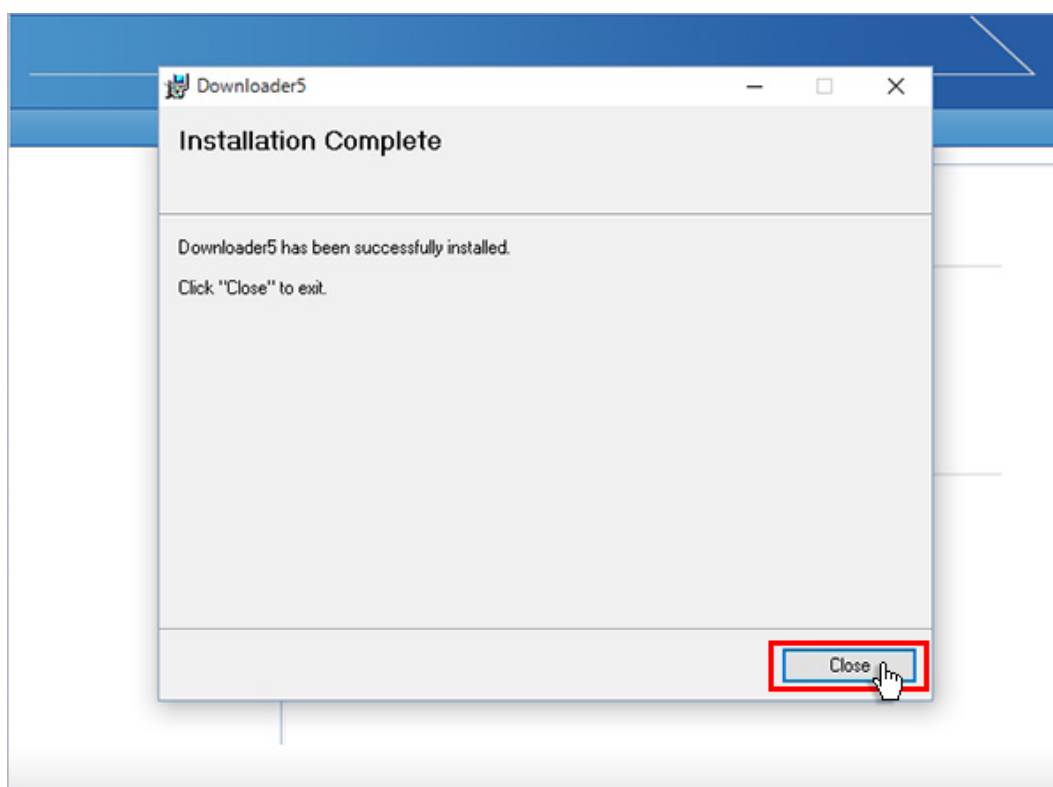 Downloader5
Installation Complete
Downloader5 has been successfully installed.
Click "Close" to exit.
Close